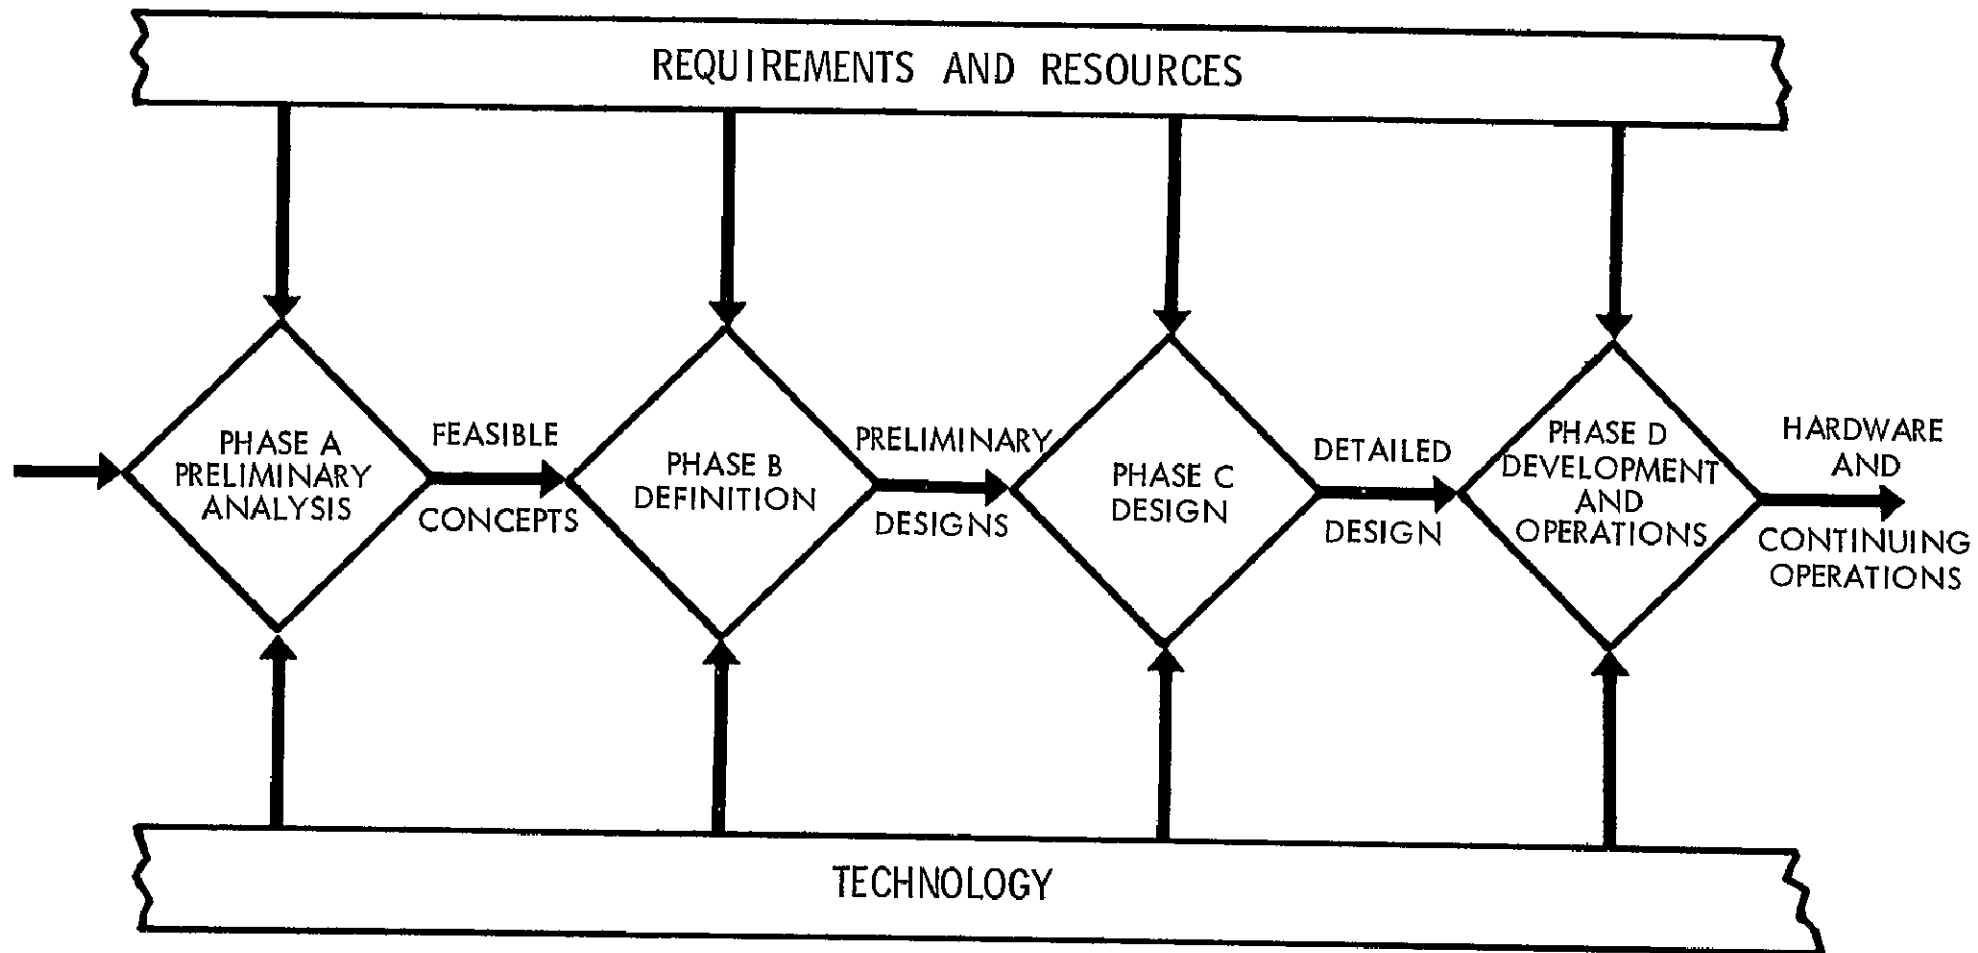 REQUIREMENTS AND RESOURCES
PHASE A
PRELIMINARY
ANALYSIS
FEASIBLE
CONCEPTS
PHASE B
DEFINITION
PRELIMINARY
DESIGNS
PHASE C
DESIGN
DETAILED
DESIGN
PHASE D
DEVELOPMENT
AND
OPERATIONS
HARDWARE
AND
CONTINUING
OPERATIONS
TECHNOLOGY